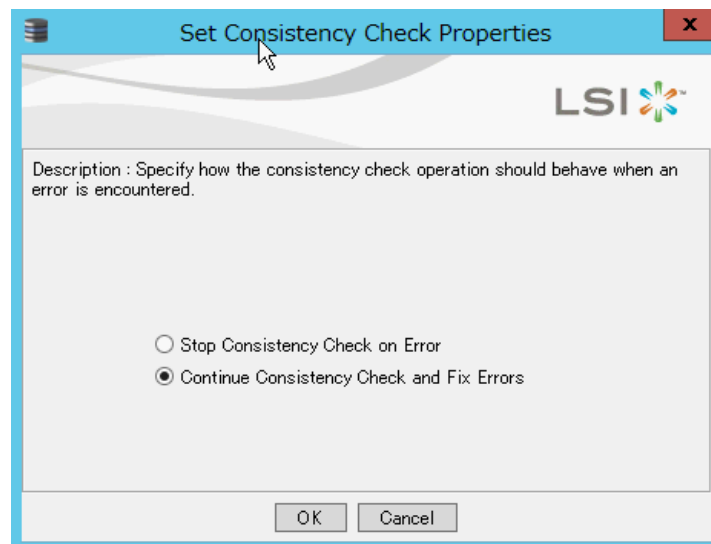 Set Consistency Check Properties
x
LSI
Description : Specify how the consistency check operation should behave when an
error is encountered.
Stop Consistency Check on Error
Continue Consistency Check and Fix Errors
OK Cancel